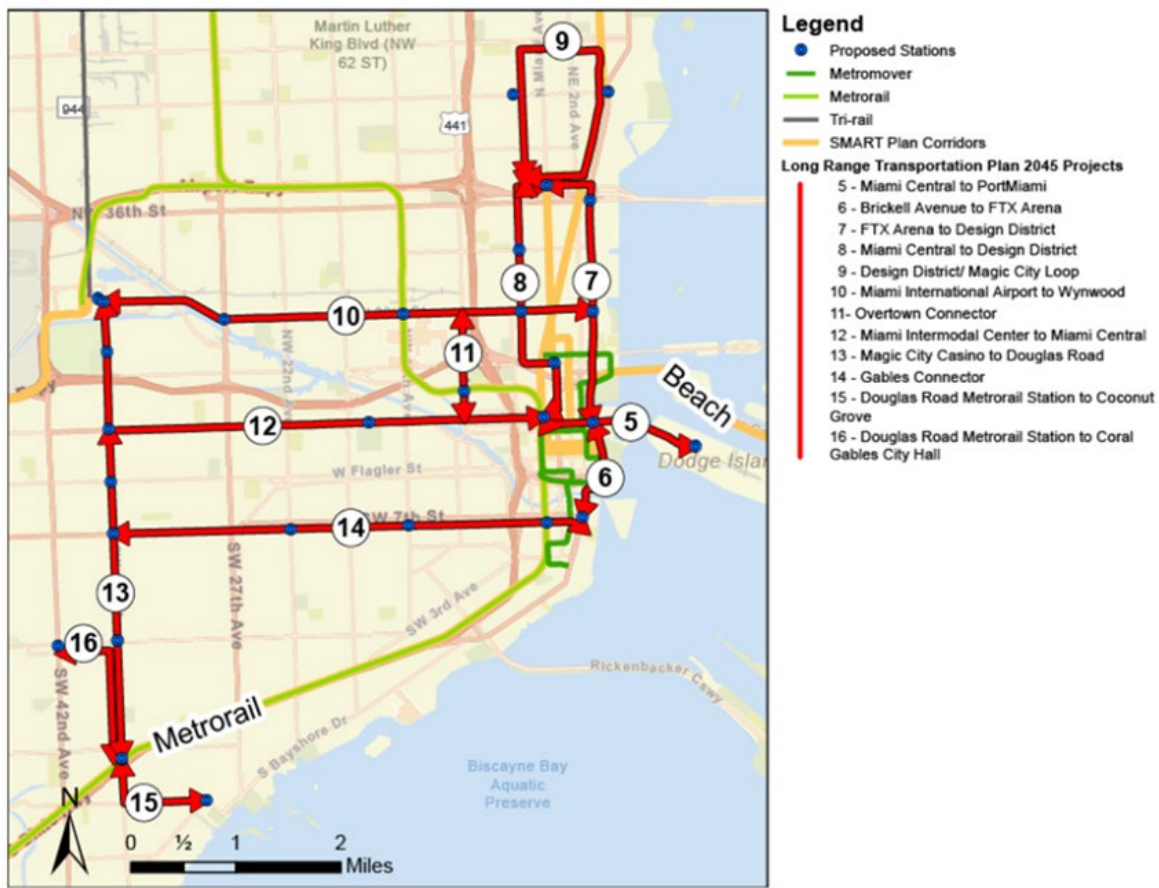 Martin Luther
King Blvd (NW
62 ST)
944
441
N Miami Ave
NE 2nd Ave
9
NW 36th St
8
7
10
11
NW 22nd Ave
12
5
Beach
Dodge Islan
W Flagler St
6
SW 7th St
14
13
SW 27th Ave
SW 3rd Ave
16
SW 42nd Ave
Metrorail
Rickenbacker Cswy
S Bayshore Dr
Biscayne Bay
Aquatic
Preserve
15
N
0 ½ 1 2
Miles
Legend
Proposed Stations
Metromover
Metrorail
Tri-rail
SMART Plan Corridors
Long Range Transportation Plan 2045 Projects
5 - Miami Central to PortMiami
6 - Brickell Avenue to FTX Arena
7 - FTX Arena to Design District
8 - Miami Central to Design District
9 - Design District/ Magic City Loop
10 - Miami International Airport to Wynwood
11- Overtown Connector
12 - Miami Intermodal Center to Miami Central
13 - Magic City Casino to Douglas Road
14 - Gables Connector
15 - Douglas Road Metrorail Station to Coconut
Grove
16 - Douglas Road Metrorail Station to Coral
Gables City Hall